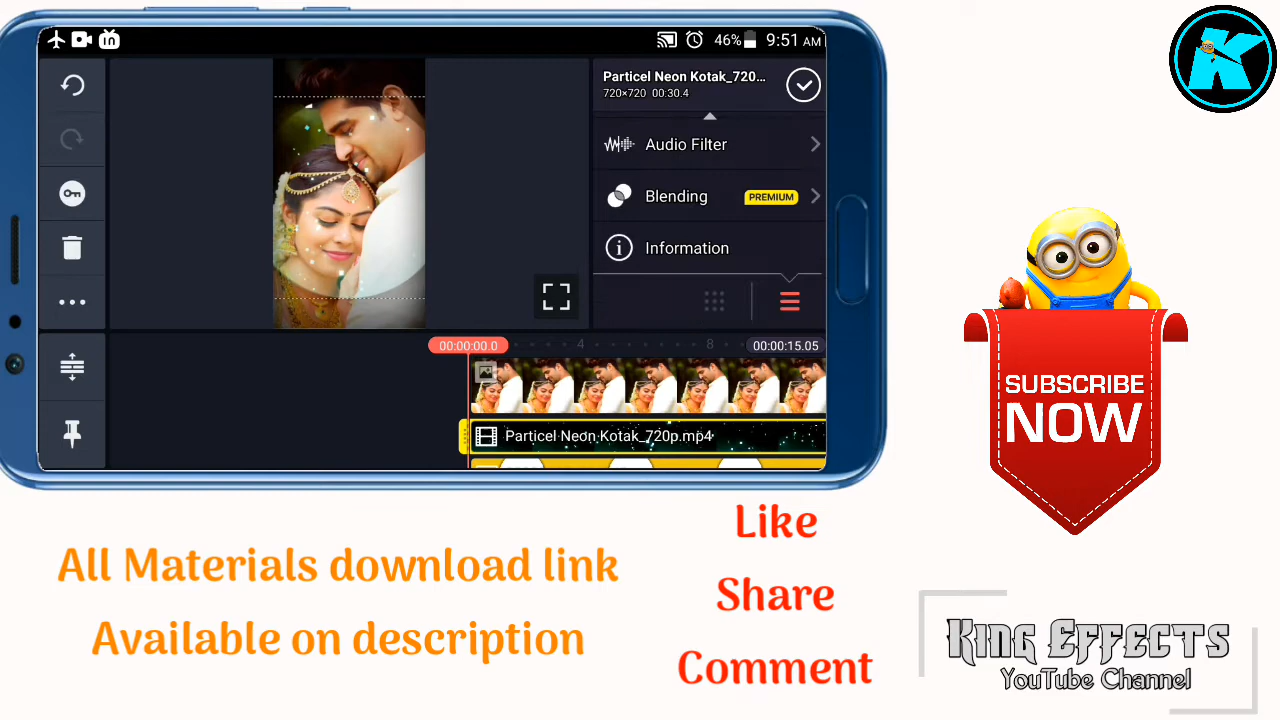 46%
9:51 AM
Particel Neon Kotak_720...
720×720 00:30.4
Audio Filter
Blending
PREMIUM
Information
00:00:00.0
4
8
00:00:15.05
Particel Neon Kotak_720p.mp4
K
SUBSCRIBE
NOW
All Materials download link
Available on description
Like
Share
Comment
King Effects
YouTube Channel